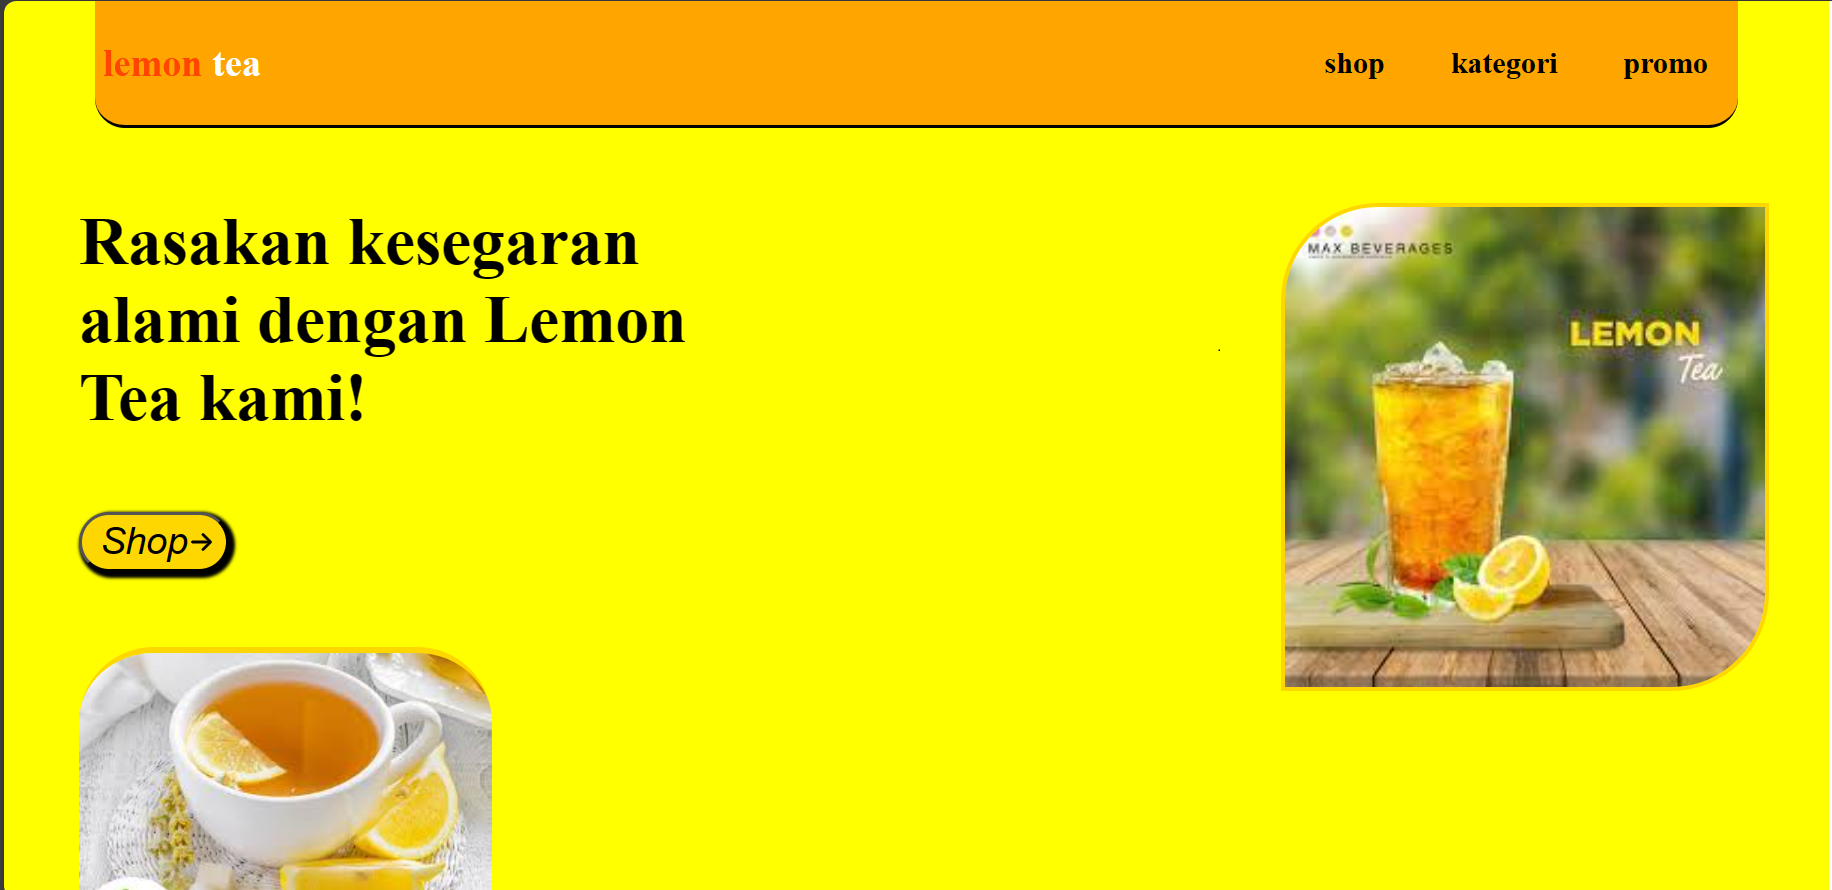 lemon tea
shop kategori promo
Rasakan kesegaran
alami dengan Lemon
Tea kami!
MAX BEVERAGES
LEMON
Tea
Shop→